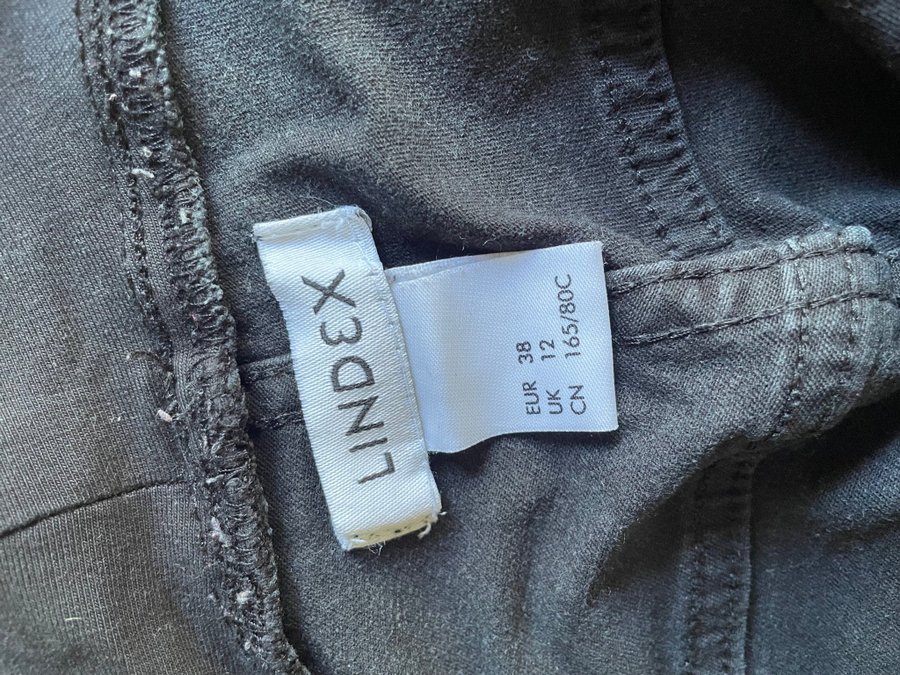 LINDEX
EUR 38
UK 12
CN 165/80C